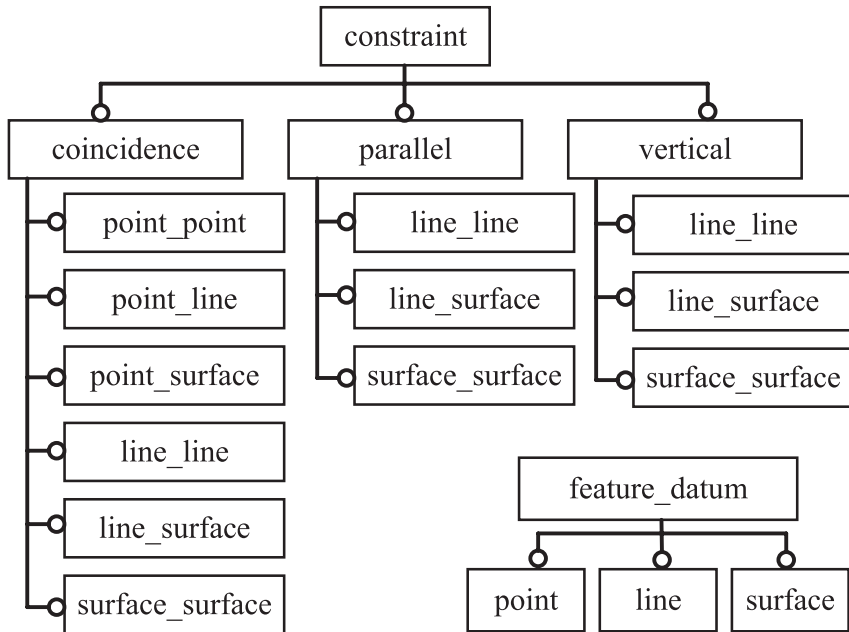 constraint
coincidence
parallel
vertical
point_point
point_line
point_surface
line_line
line_surface
surface_surface
line_line
line_surface
surface_surface
line_line
line_surface
surface_surface
feature_datum
point
line
surface